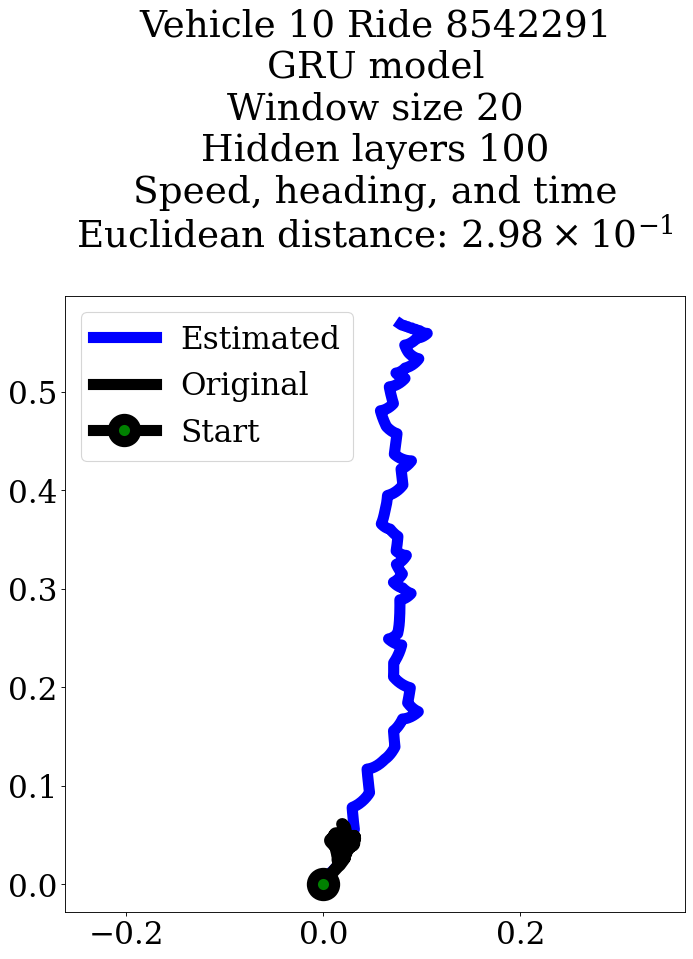 Vehicle 10 Ride 8542291
GRU model
Window size 20
Hidden layers 100
Speed, heading, and time
Euclidean distance: 2.98 × 10⁻¹
Estimated
Original
Start
0.5
0.4
0.3
0.2
0.1
0.0
−0.2 0.0 0.2